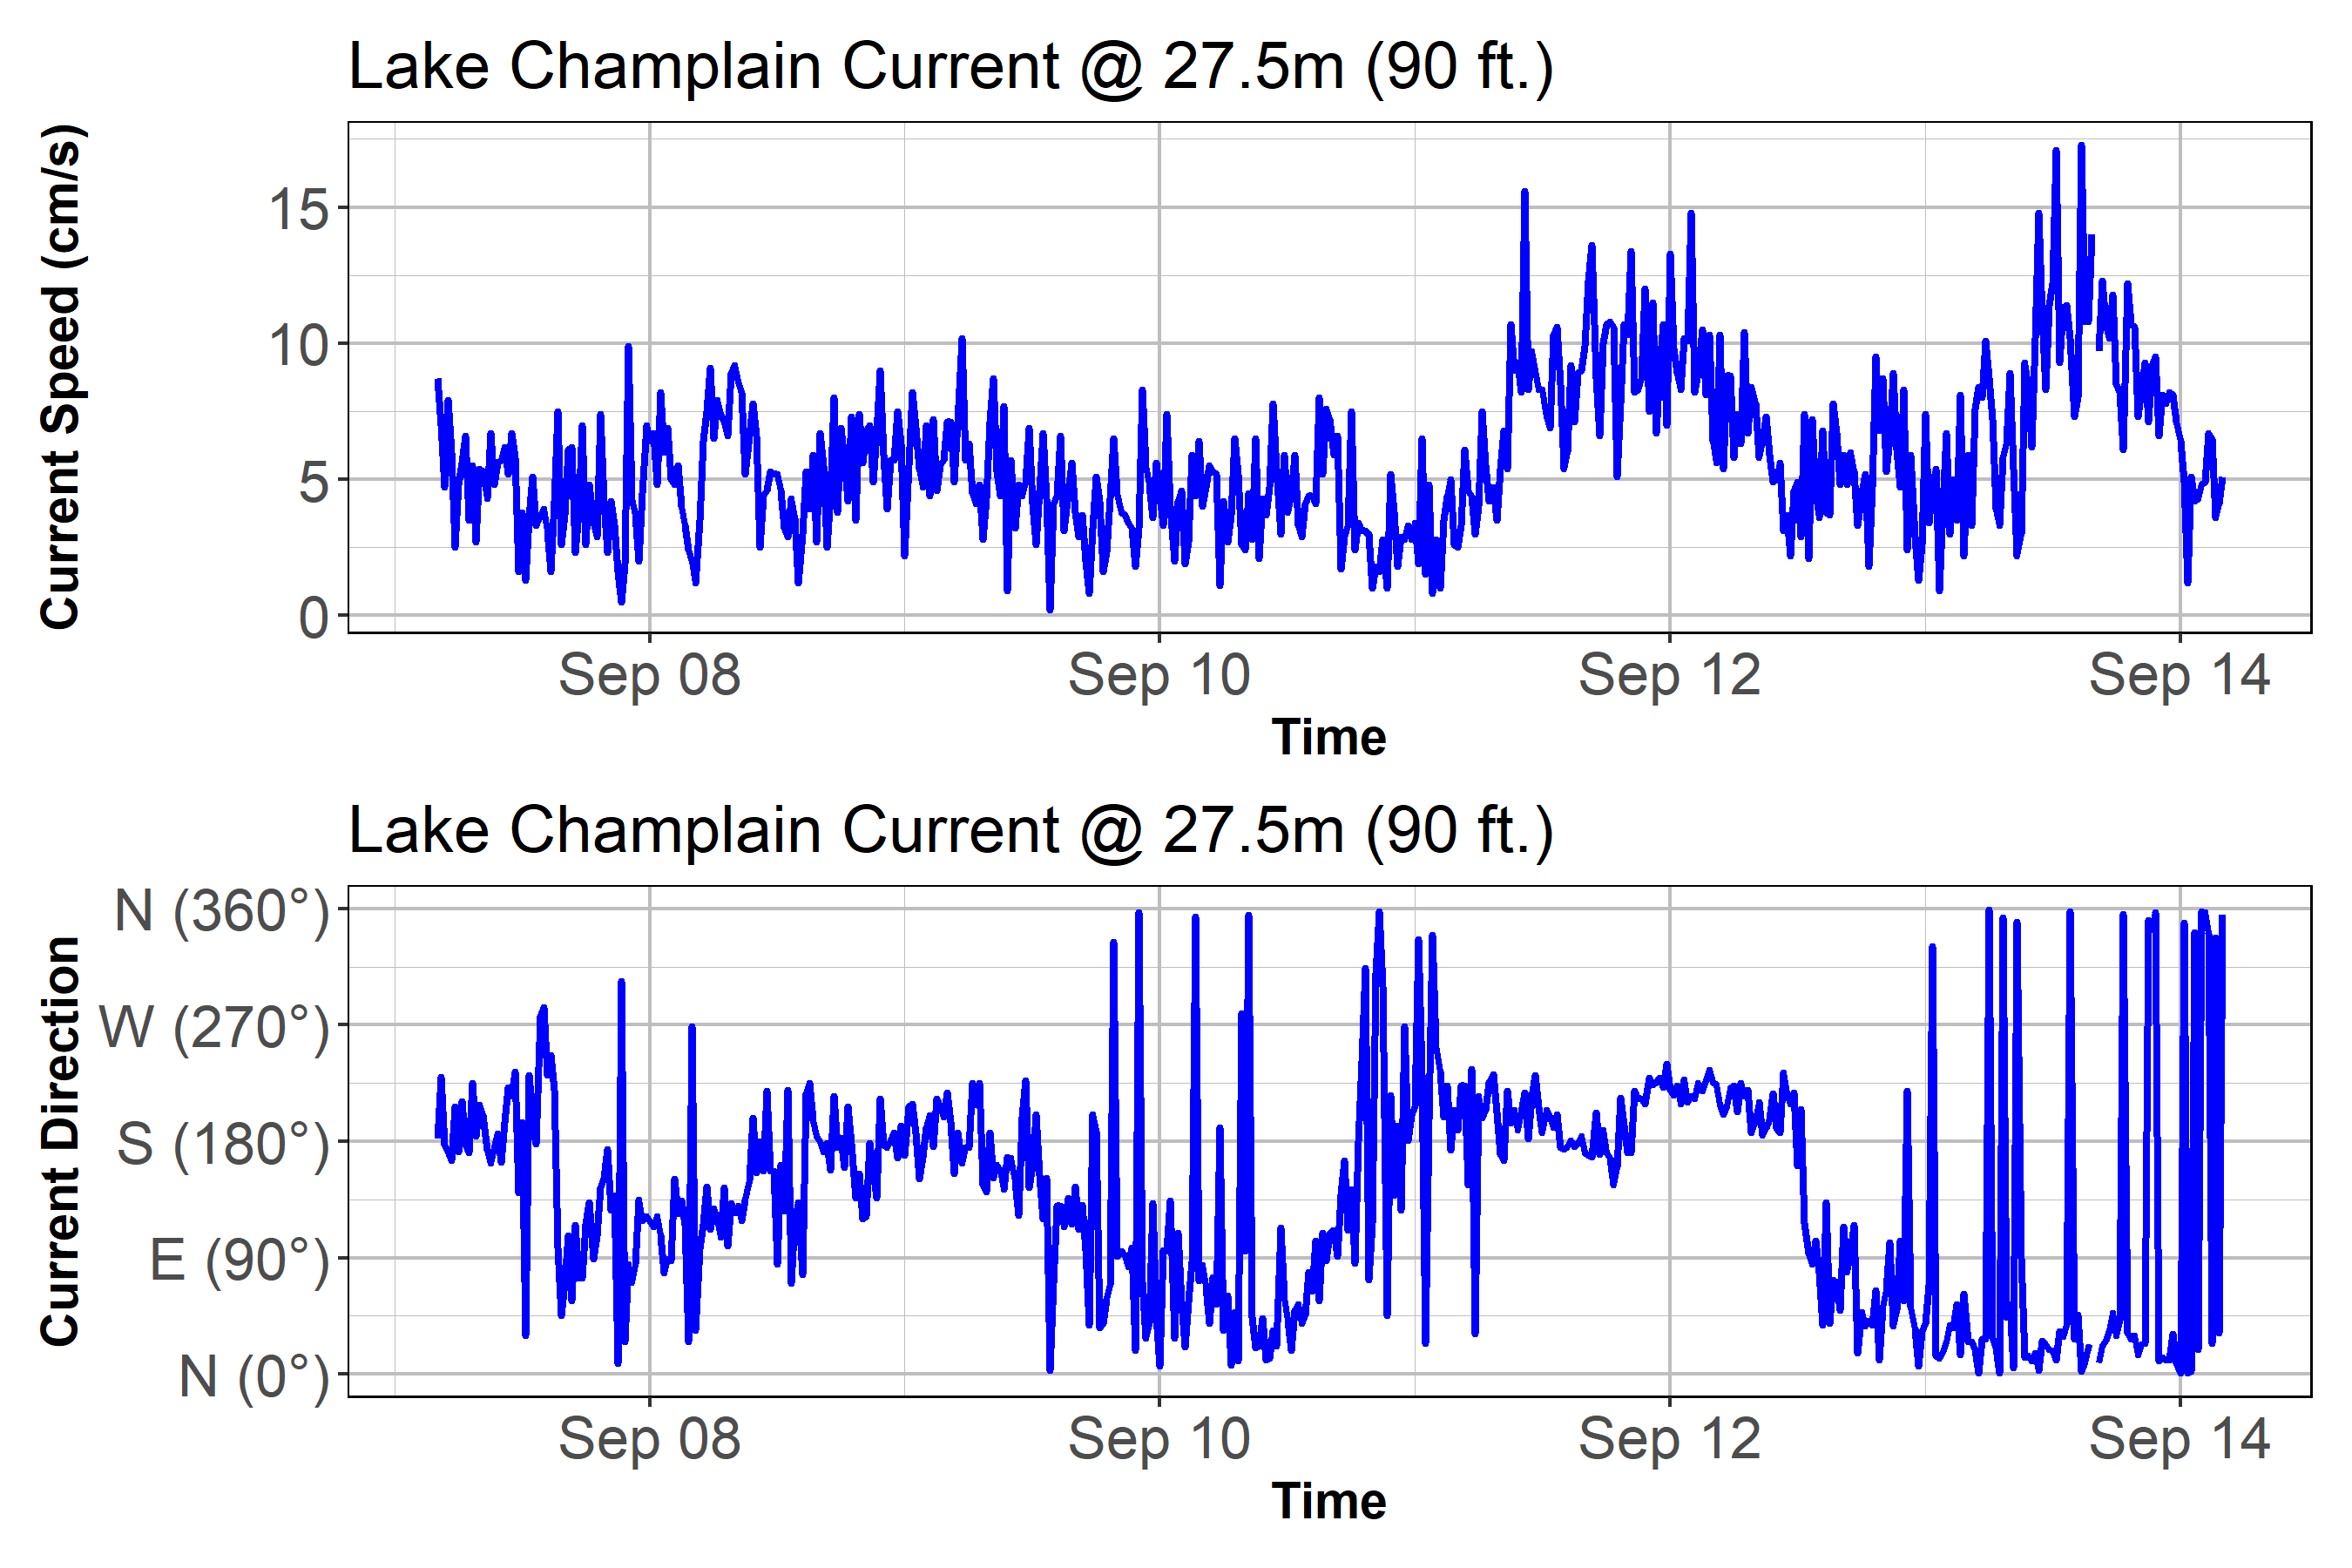 Lake Champlain Current @ 27.5m (90 ft.)
Current Speed (cm/s)
15
10
5
0
Sep 08 Sep 10 Sep 12 Sep 14
Time
Lake Champlain Current @ 27.5m (90 ft.)
Current Direction
N (360°)
W (270°)
S (180°)
E (90°)
N (0°)
Sep 08 Sep 10 Sep 12 Sep 14
Time